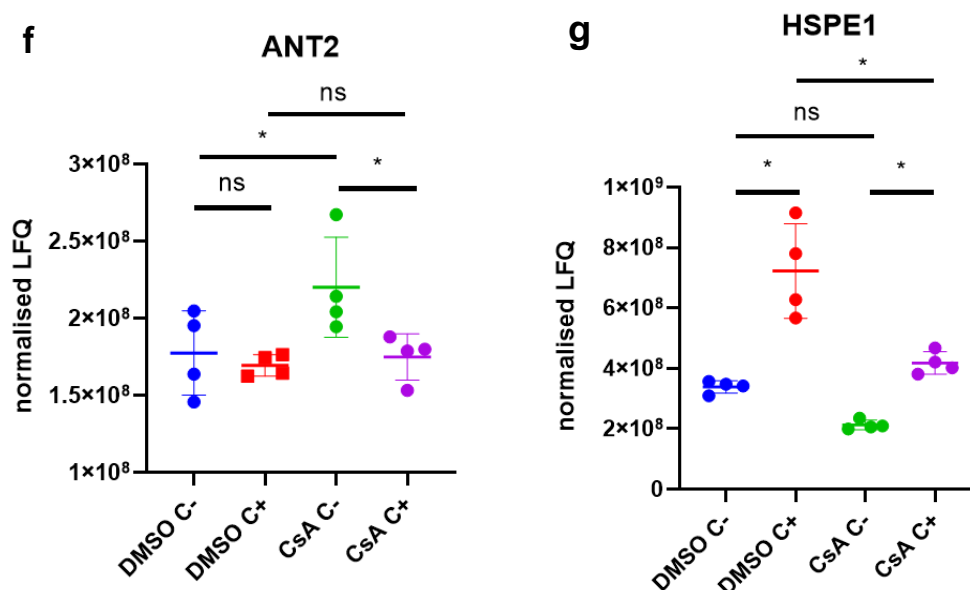 f
ANT2
ns
*
*
ns
3×10⁸
2.5×10⁸
2×10⁸
1.5×10⁸
1×10⁸
normalised LFQ
DMSO C-
DMSO C+
CsA C-
CsA C+
g
HSPE1
*
ns
*
*
1×10⁹
8×10⁸
6×10⁸
4×10⁸
2×10⁸
0
normalised LFQ
DMSO C-
DMSO C+
CsA C-
CsA C+